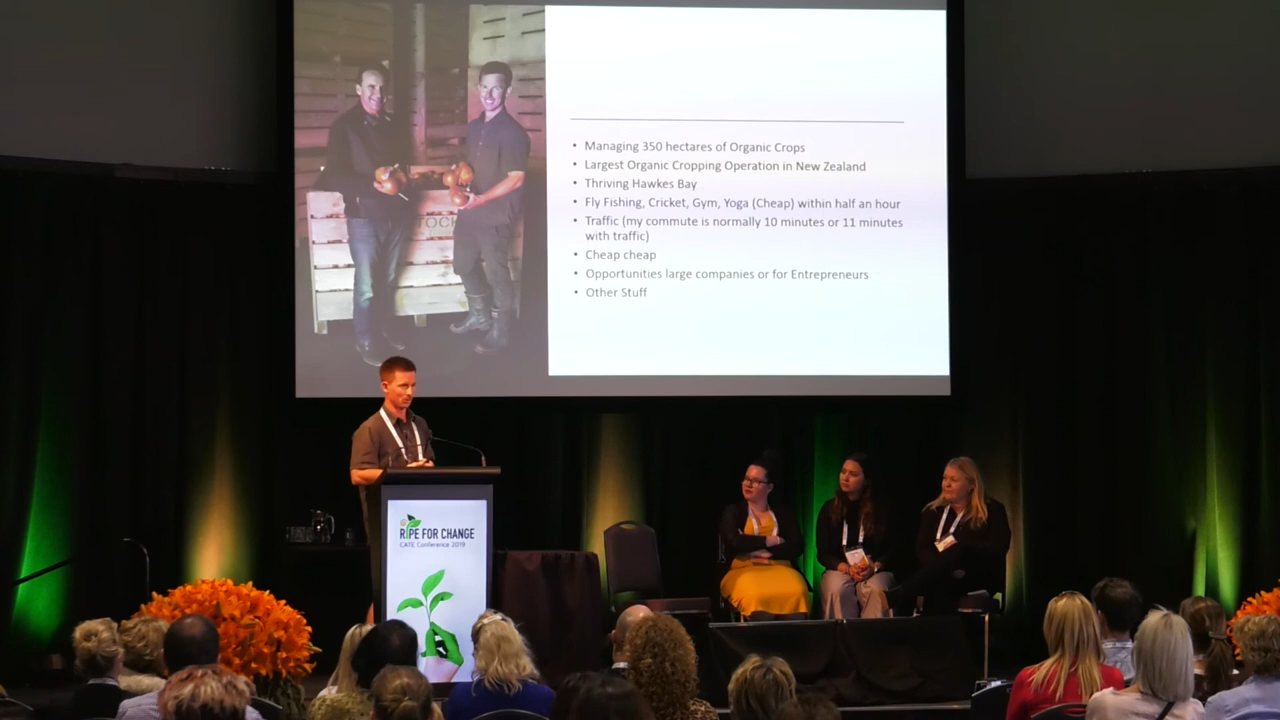 • Managing 350 hectares of Organic Crops
• Largest Organic Cropping Operation in New Zealand
• Thriving Hawkes Bay
• Fly Fishing, Cricket, Gym, Yoga (Cheap) within half an hour
• Traffic (my commute is normally 10 minutes or 11 minutes
with traffic)
• Cheap cheap
• Opportunities large companies or for Entrepreneurs
• Other Stuff
STOCK
RIPE FOR CHANGE
CATE Conference 2019